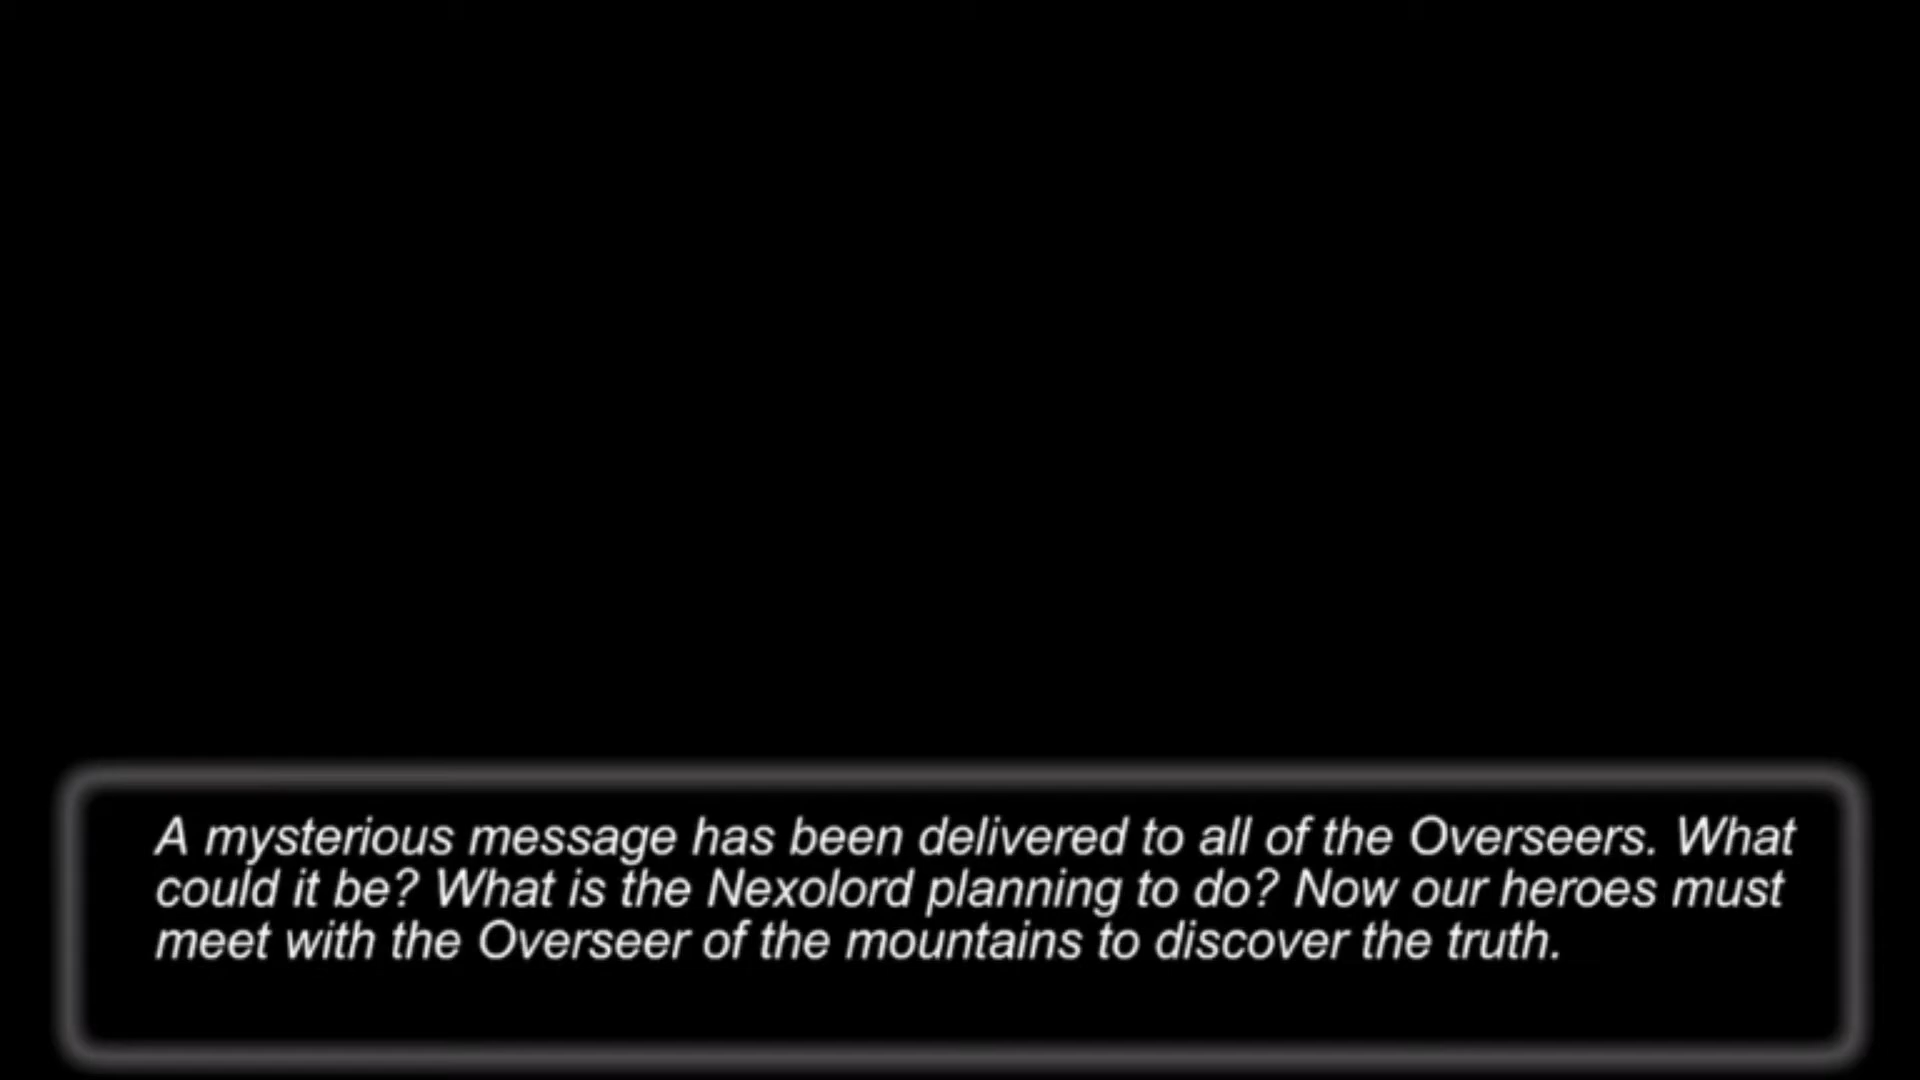 A mysterious message has been delivered to all of the Overseers. What
could it be? What is the Nexolord planning to do? Now our heroes must
meet with the Overseer of the mountains to discover the truth.